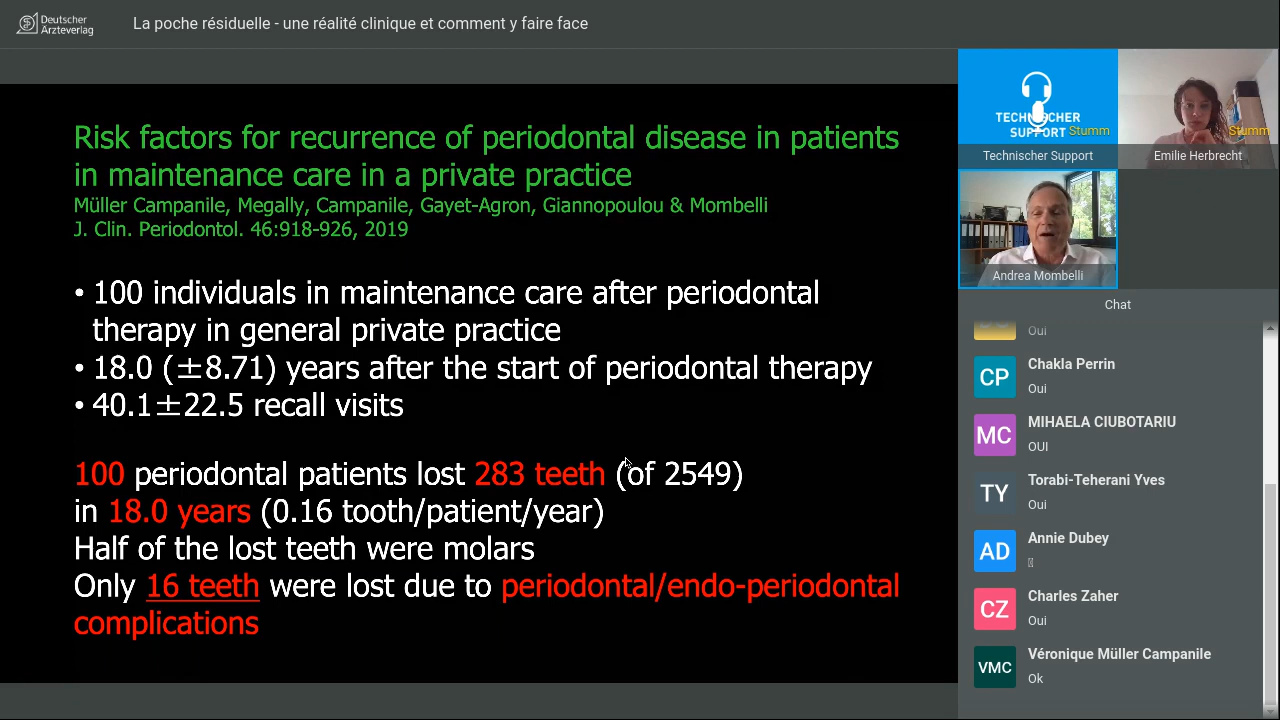 Deutscher
Ärzteverlag
La poche résiduelle - une réalité clinique et comment y faire face
Risk factors for recurrence of periodontal disease in patients
in maintenance care in a private practice
Müller Campanile, Megally, Campanile, Gayet-Agron, Giannopoulou & Mombelli
J. Clin. Periodontol. 46:918-926, 2019
• 100 individuals in maintenance care after periodontal
therapy in general private practice
• 18.0 (±8.71) years after the start of periodontal therapy
• 40.1±22.5 recall visits
100 periodontal patients lost 283 teeth (of 2549)
in 18.0 years (0.16 tooth/patient/year)
Half of the lost teeth were molars
Only 16 teeth were lost due to periodontal/endo-periodontal
complications
TECHNISCHER
SUPPORT
Stumm
Technischer Support
Stumm
Emilie Herbrecht
Andrea Mombelli
Chat
Oui
CP
Chakla Perrin
Oui
MC
MIHAELA CIUBOTARIU
OUI
TY
Torabi-Teherani Yves
Oui
AD
Annie Dubey
CZ
Charles Zaher
Oui
VMC
Véronique Müller Campanile
Ok